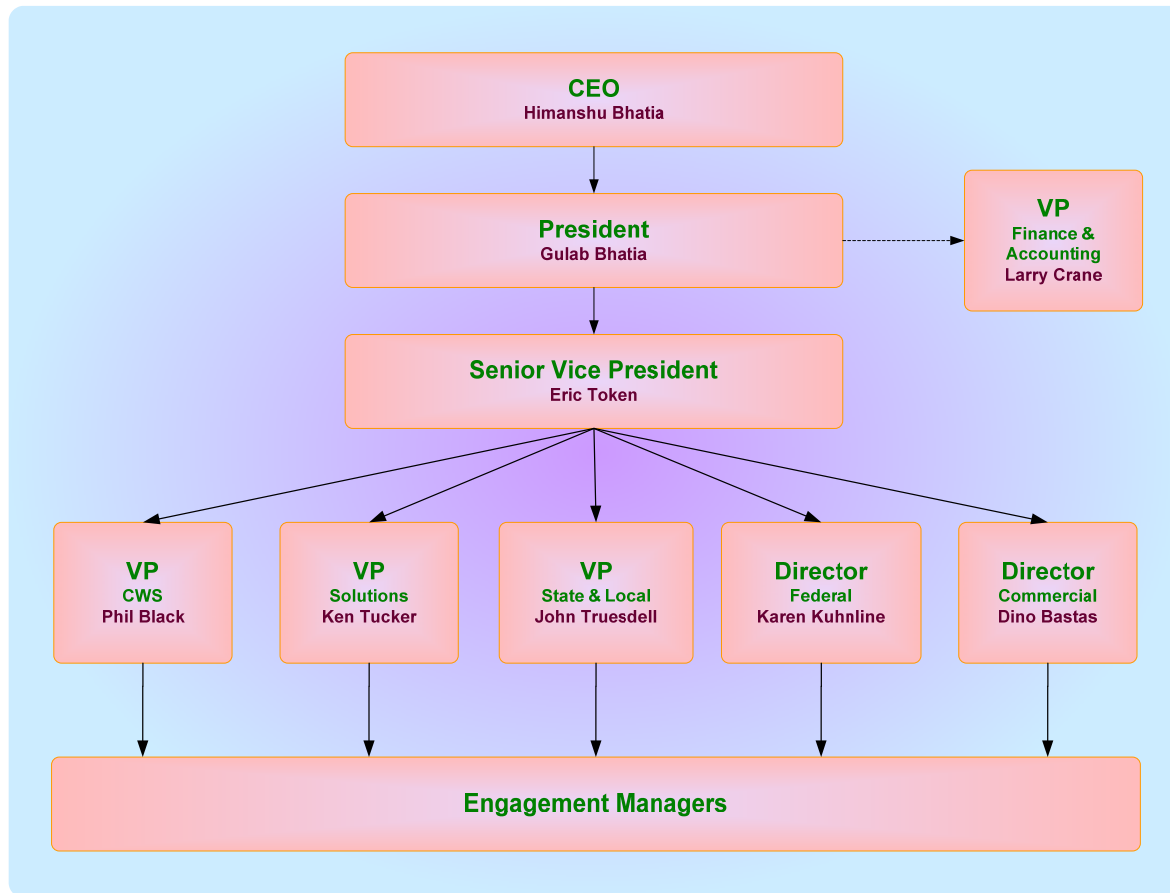 CEO
Himanshu Bhatia
President
Gulab Bhatia
VP
Finance &
Accounting
Larry Crane
Senior Vice President
Eric Token
VP
CWS
Phil Black
VP
Solutions
Ken Tucker
VP
State & Local
John Truesdell
Director
Federal
Karen Kuhnline
Director
Commercial
Dino Bastas
Engagement Managers